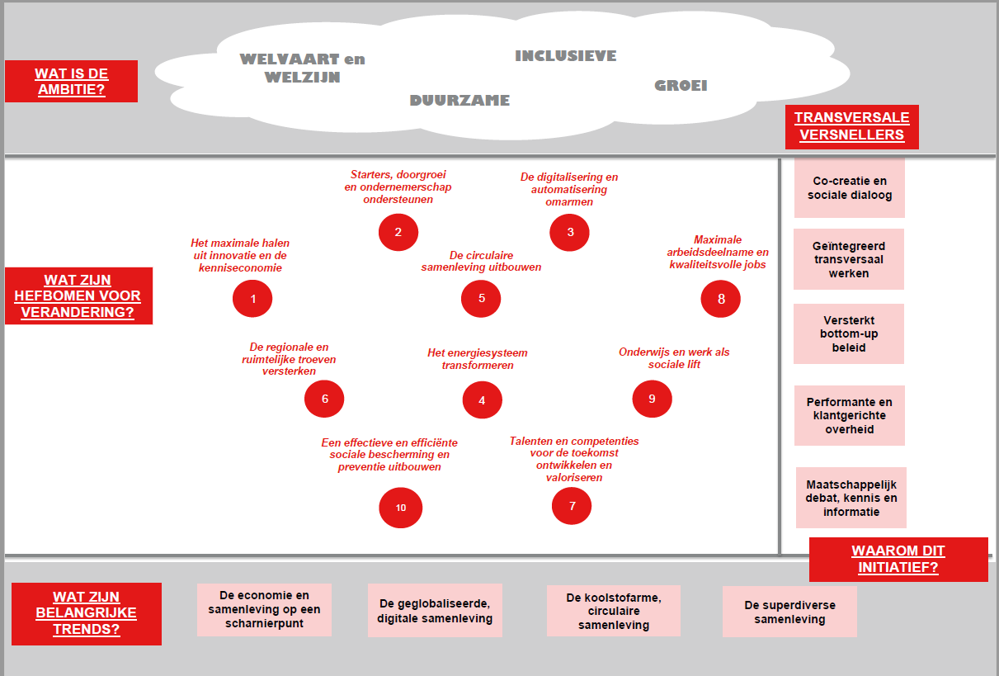 WAT IS DE
AMBITIE?
WELVAART en
WELZIJN
INCLUSIEVE
GROEI
DUURZAME
TRANSVERSALE
VERSNELLERS
WAT ZIJN
HEFBOMEN VOOR
VERANDERING?
Het maximale halen
uit innovatie en de
kenniseconomie
1
Starters, doorgroei
en ondernemerschap
ondersteunen
2
De digitalisering en
automatisering
omarmen
3
De circulaire
samenleving uitbouwen
5
Maximale
arbeidsdeelname en
kwaliteitsvolle jobs
8
De regionale en
ruimtelijke troeven
versterken
6
Het energiesysteem
transformeren
4
Onderwijs en werk als
sociale lift
9
Een effectieve en efficiënte
sociale bescherming en
preventie uitbouwen
10
Talenten en competenties
voor de toekomst
ontwikkelen en
valoriseren
7
Co-creatie en
sociale dialoog
Geïntegreerd
transversaal
werken
Versterkt
bottom-up
beleid
Performante en
klantgerichte
overheid
Maatschappelijk
debat, kennis en
informatie
WAAROM DIT
INITIATIEF?
WAT ZIJN
BELANGRIJKE
TRENDS?
De economie en
samenleving op een
scharnierpunt
De geglobaliseerde,
digitale samenleving
De koolstofarme,
circulaire
samenleving
De superdiverse
samenleving